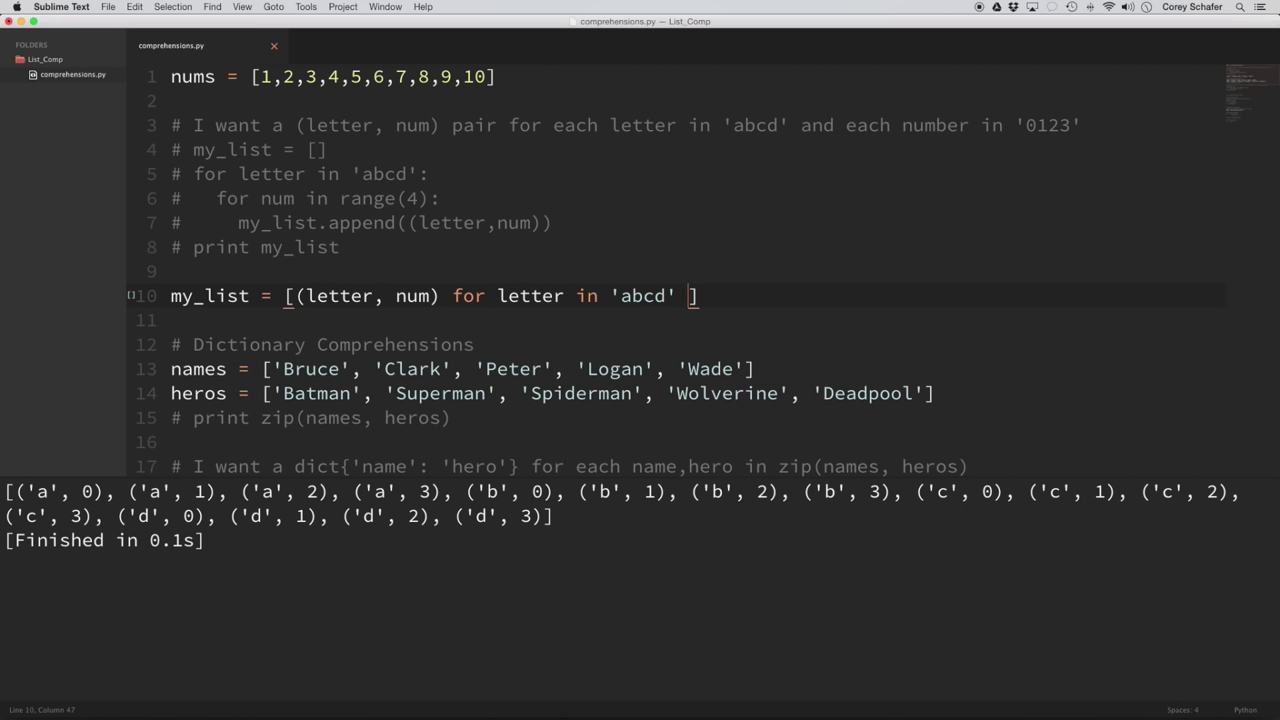 Sublime Text File Edit Selection Find View Goto Tools Project Window Help Corey Schafer
comprehensions.py — List_Comp
FOLDERS
List_Comp
comprehensions.py
comprehensions.py
1 nums = [1,2,3,4,5,6,7,8,9,10]
2
3 # I want a (letter, num) pair for each letter in 'abcd' and each number in '0123'
4 # my_list = []
5 # for letter in 'abcd':
6 #   for num in range(4):
7 #     my_list.append((letter,num))
8 # print my_list
9
10 my_list = [(letter, num) for letter in 'abcd' ]
11
12 # Dictionary Comprehensions
13 names = ['Bruce', 'Clark', 'Peter', 'Logan', 'Wade']
14 heros = ['Batman', 'Superman', 'Spiderman', 'Wolverine', 'Deadpool']
15 # print zip(names, heros)
16
17 # I want a dict{'name': 'hero'} for each name,hero in zip(names, heros)
[('a', 0), ('a', 1), ('a', 2), ('a', 3), ('b', 0), ('b', 1), ('b', 2), ('b', 3), ('c', 0), ('c', 1), ('c', 2),
('c', 3), ('d', 0), ('d', 1), ('d', 2), ('d', 3)]
[Finished in 0.1s]
Line 10, Column 47 Spaces: 4 Python